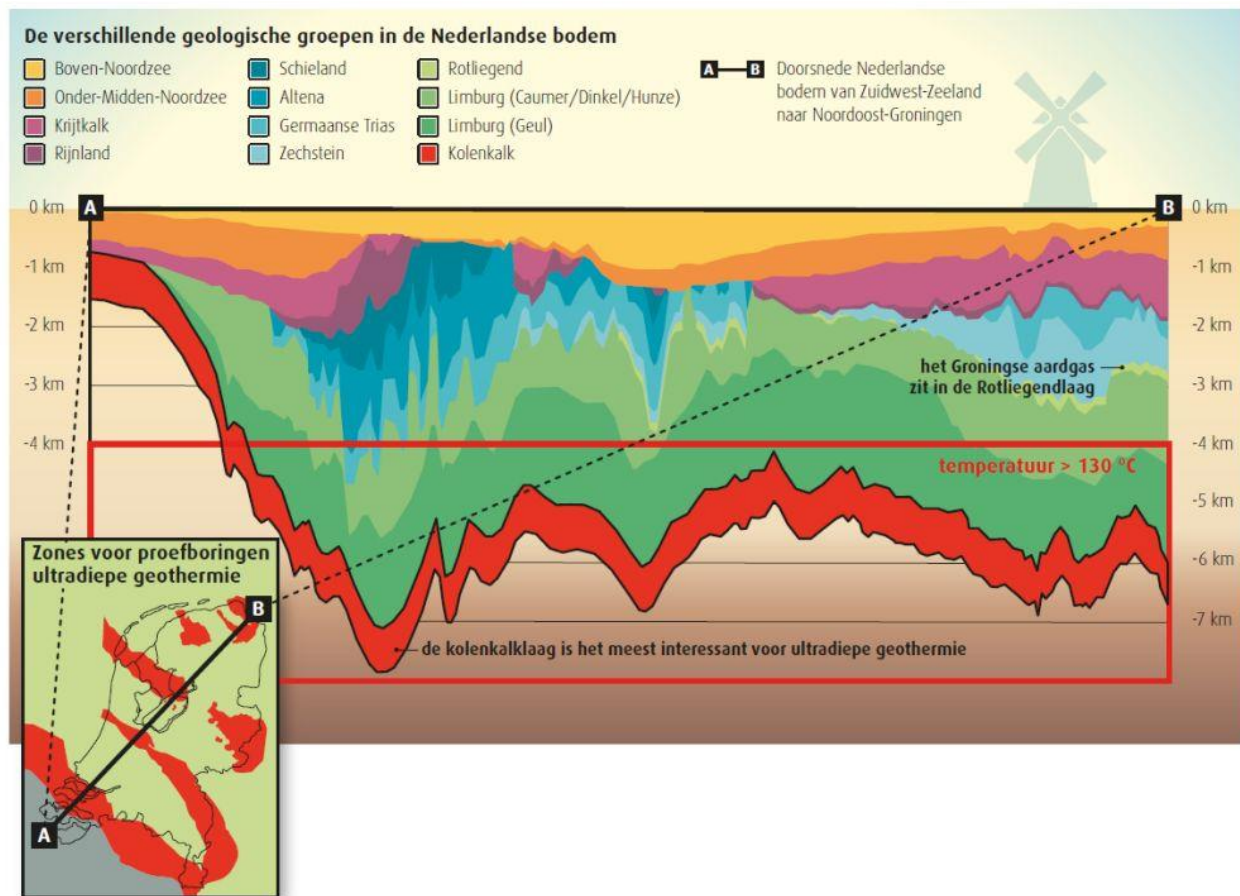 De verschillende geologische groepen in de Nederlandse bodem
Boven-Noordzee
Onder-Midden-Noordzee
Krijtkalk
Rijnland
Schieland
Altena
Germaanse Trias
Zechstein
Rotliegend
Limburg (Caumer/Dinkel/Hunze)
Limburg (Geul)
Kolenkalk
A B Doorsnede Nederlandse
bodem van Zuidwest-Zeeland
naar Noordoost-Groningen
0 km A B 0 km
-1 km -1 km
-2 km -2 km
het Groningse aardgas
zit in de Rotliegendlaag
-3 km -3 km
-4 km -4 km
temperatuur > 130 °C
-5 km
-6 km
-7 km
de kolenkalklaag is het meest interessant voor ultradiepe geothermie
Zones voor proefboringen
ultradiepe geothermie
B
A